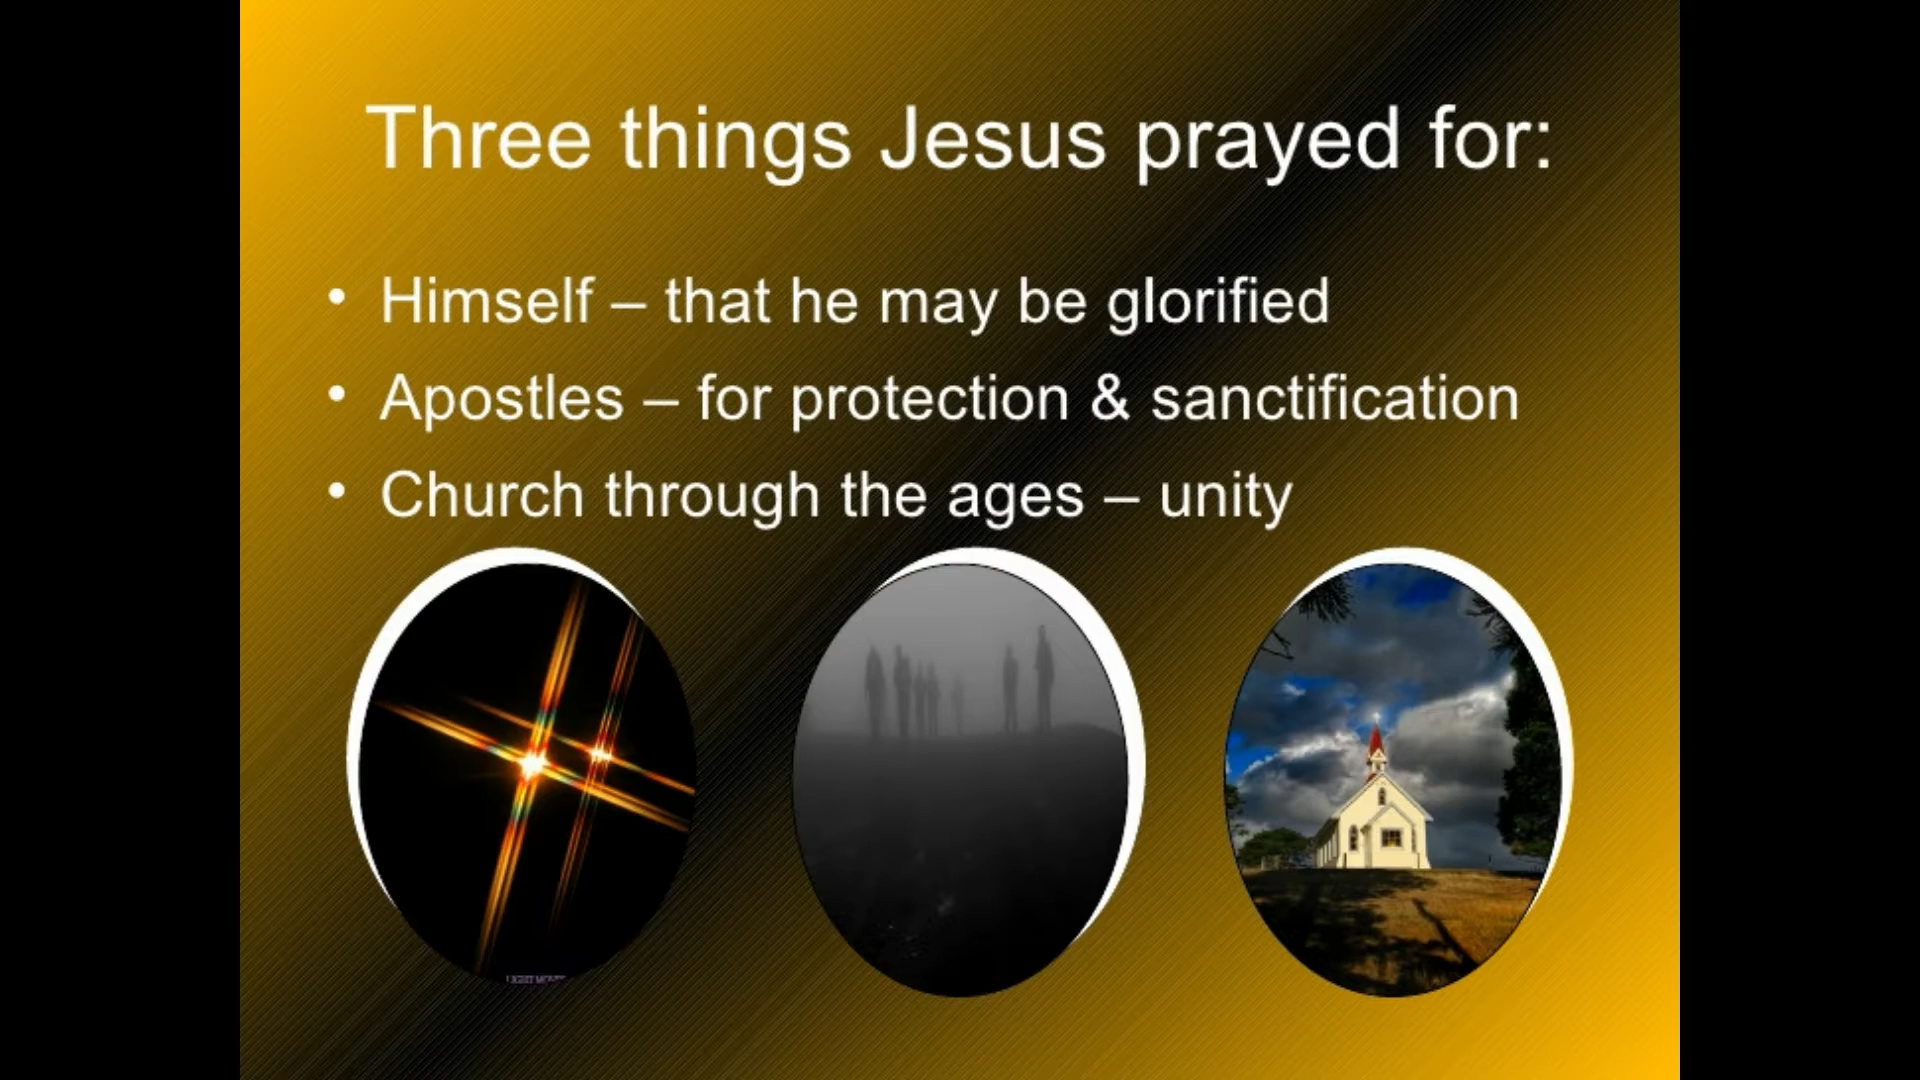 Three things Jesus prayed for:
• Himself – that he may be glorified
• Apostles – for protection & sanctification
• Church through the ages – unity